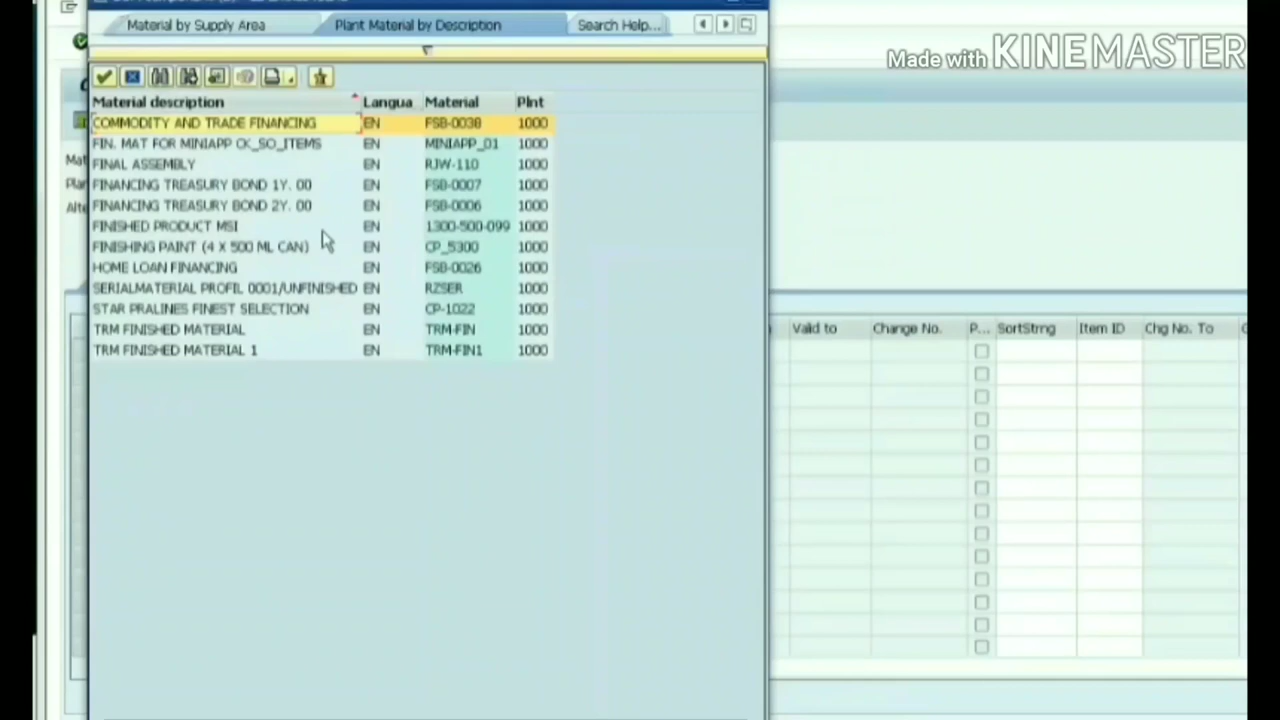 Material by Supply Area Plant Material by Description Search Help...
Made with KINEMASTER
Material description Langua Material Plnt
COMMODITY AND TRADE FINANCING EN FSB-0038 1000
FIN. MAT FOR MINIAPP CK_SO_ITEMS EN MINIAPP_01 1000
FINAL ASSEMBLY EN RJW-110 1000
FINANCING TREASURY BOND 1Y. 00 EN FSB-0007 1000
FINANCING TREASURY BOND 2Y. 00 EN FSB-0006 1000
FINISHED PRODUCT MSI EN 1300-500-099 1000
FINISHING PAINT (4 X 500 ML CAN) EN CP_5300 1000
HOME LOAN FINANCING EN FSB-0026 1000
SERIALMATERIAL PROFIL 0001/UNFINISHED EN RZSER 1000
STAR PRALINES FINEST SELECTION EN CP-1022 1000
TRM FINISHED MATERIAL EN TRM-FIN 1000
TRM FINISHED MATERIAL 1 EN TRM-FIN1 1000
Mat
Plan
Alte
Valid to Change No. P... SortStrng Item ID Chg No. To